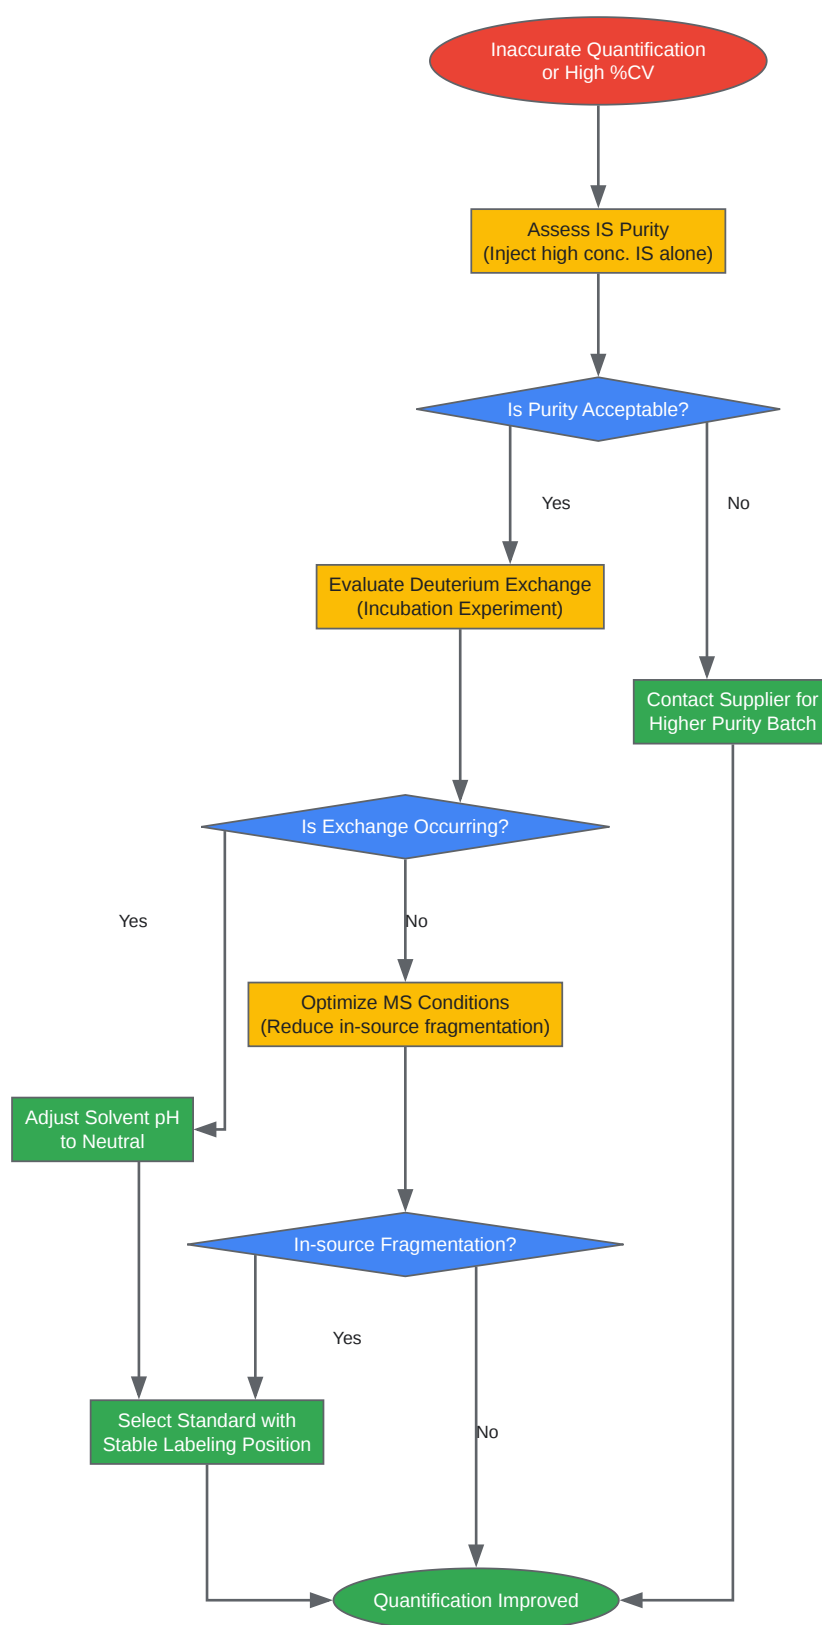 Inaccurate Quantification
or High %CV
Assess IS Purity
(Inject high conc. IS alone)
Is Purity Acceptable?
Yes
No
Evaluate Deuterium Exchange
(Incubation Experiment)
Contact Supplier for
Higher Purity Batch
Is Exchange Occurring?
Yes
No
Optimize MS Conditions
(Reduce in-source fragmentation)
Adjust Solvent pH
to Neutral
In-source Fragmentation?
Yes
Select Standard with
Stable Labeling Position
No
Quantification Improved